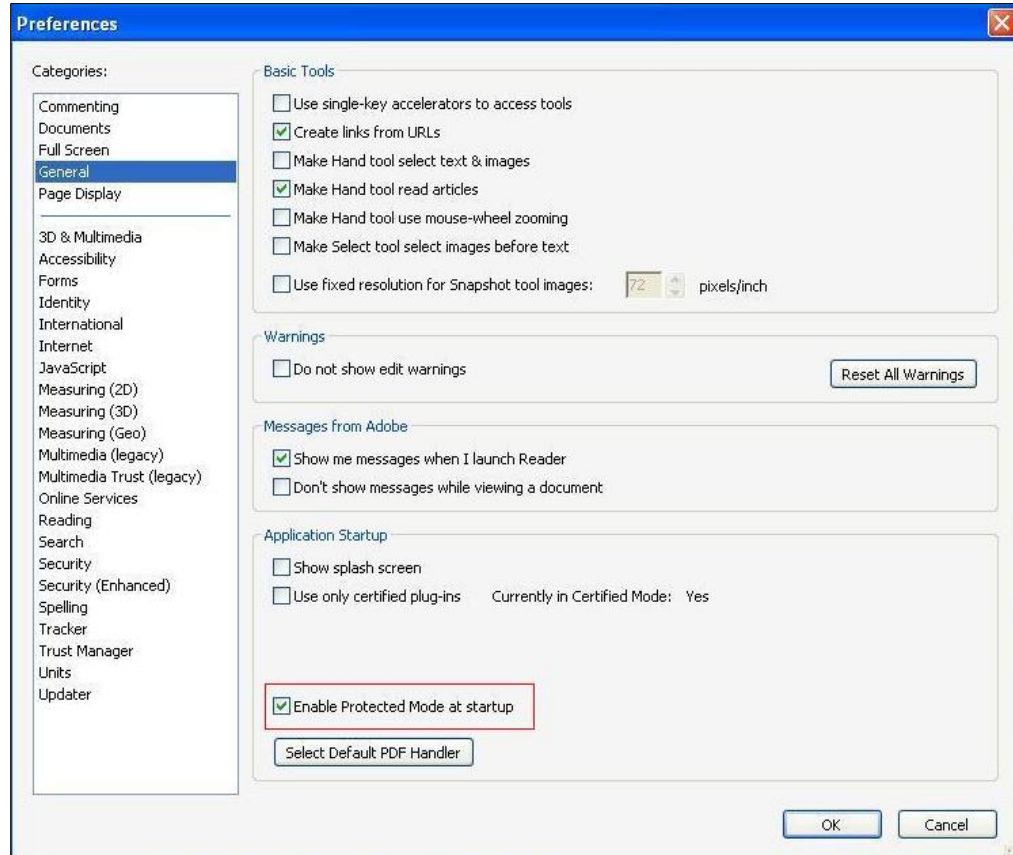 Preferences
Categories:
Commenting
Documents
Full Screen
General
Page Display
3D & Multimedia
Accessibility
Forms
Identity
International
Internet
JavaScript
Measuring (2D)
Measuring (3D)
Measuring (Geo)
Multimedia (legacy)
Multimedia Trust (legacy)
Online Services
Reading
Search
Security
Security (Enhanced)
Spelling
Tracker
Trust Manager
Units
Updater
Basic Tools
Use single-key accelerators to access tools
Create links from URLs
Make Hand tool select text & images
Make Hand tool read articles
Make Hand tool use mouse-wheel zooming
Make Select tool select images before text
Use fixed resolution for Snapshot tool images: 72 pixels/inch
Warnings
Do not show edit warnings
Reset All Warnings
Messages from Adobe
Show me messages when I launch Reader
Don't show messages while viewing a document
Application Startup
Show splash screen
Use only certified plug-ins Currently in Certified Mode: Yes
Enable Protected Mode at startup
Select Default PDF Handler
OK Cancel